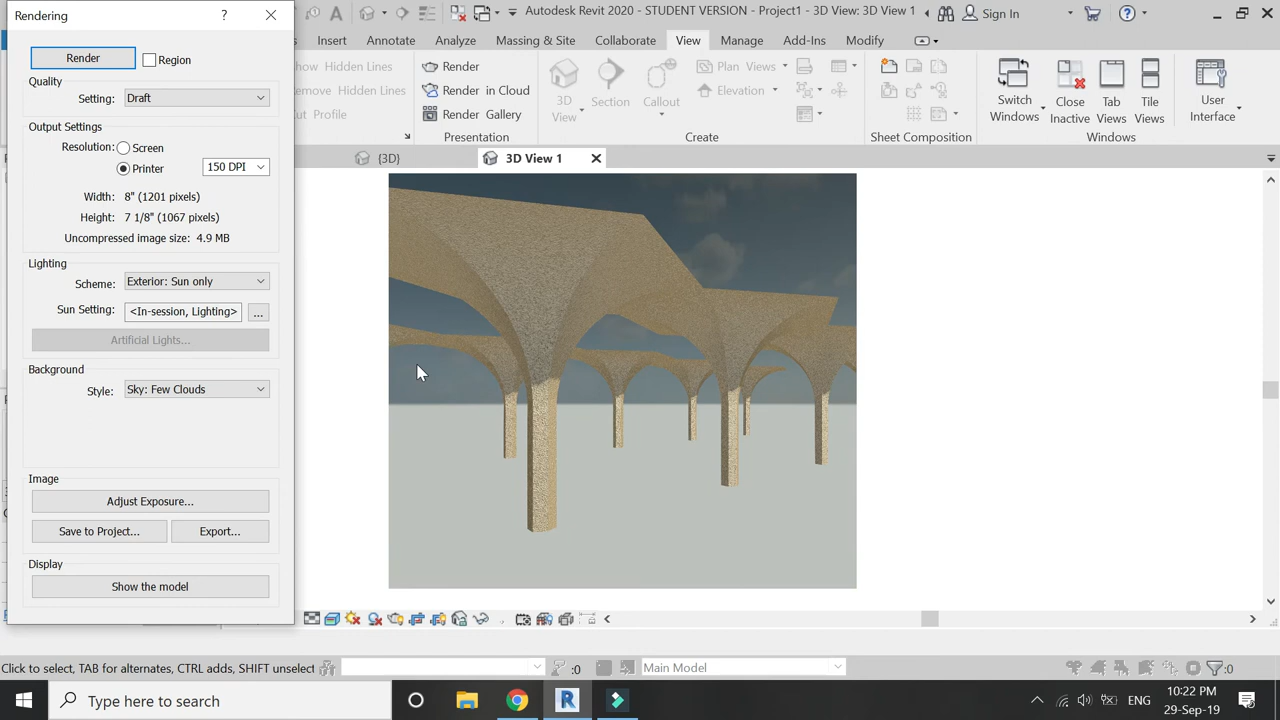 Rendering
?
Autodesk Revit 2020 - STUDENT VERSION - Project1 - 3D View: 3D View 1
Sign In
Insert Annotate Analyze Massing & Site Collaborate View Manage Add-Ins Modify
Render
Region
Quality
Setting: Draft
Output Settings
Resolution: Screen
Printer 150 DPI
Width: 8" (1201 pixels)
Height: 7 1/8" (1067 pixels)
Uncompressed image size: 4.9 MB
Lighting
Scheme: Exterior: Sun only
Sun Setting: <In-session, Lighting> ...
Artificial Lights...
Background
Style: Sky: Few Clouds
Image
Adjust Exposure...
Save to Project... Export...
Display
Show the model
Hidden Lines
Hidden Lines
Profile
Render
Render in Cloud
Render Gallery
Presentation
3D
View
Section
Callout
Plan Views
Elevation
Create
Sheet Composition
Switch
Windows
Close
Inactive
Tab
Views
Tile
Views
Windows
User
Interface
{3D} 3D View 1
Click to select, TAB for alternates, CTRL adds, SHIFT unselect
:0 Main Model :0
Type here to search
ENG
10:22 PM
29-Sep-19